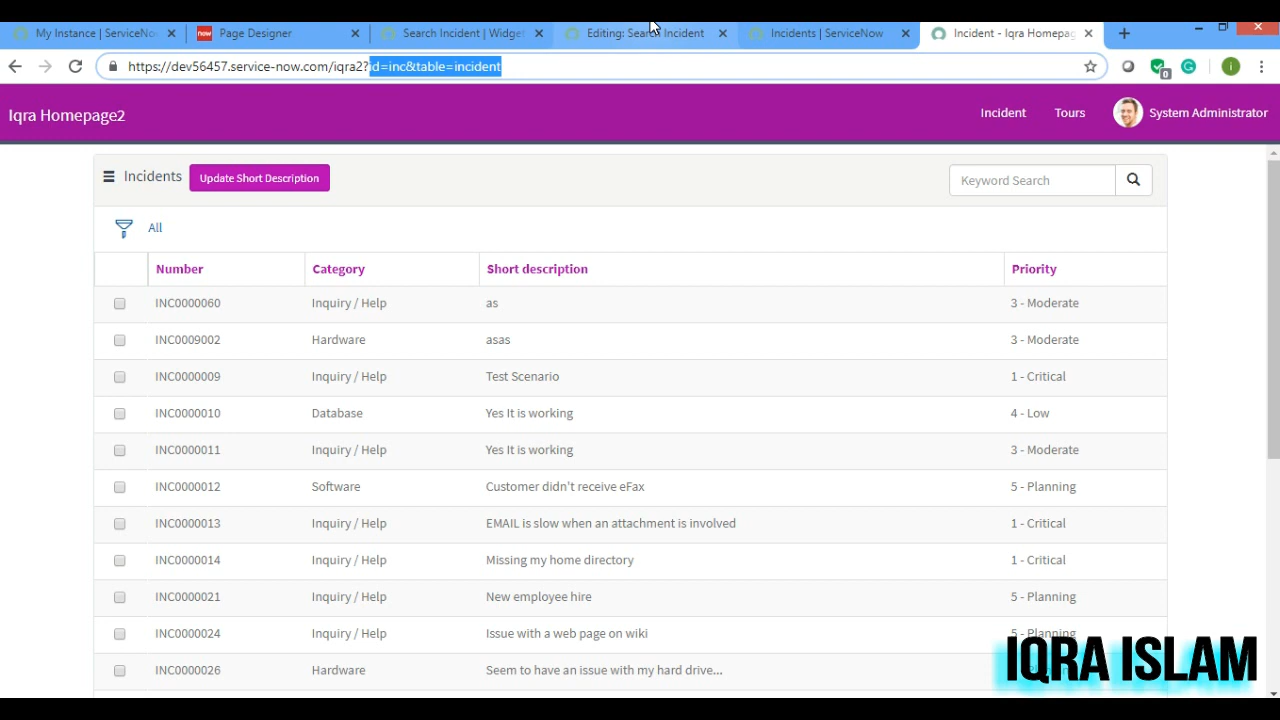 My Instance | ServiceNo
Page Designer
Search Incident | Widget
Editing: Search Incident
Incidents | ServiceNow
Incident - Iqra Homepag
https://dev56457.service-now.com/iqra2?id=inc&table=incident
0
i
Iqra Homepage2
Incident
Tours
System Administrator
Incidents
Update Short Description
Keyword Search
All
Number Category Short description Priority
INC0000060 Inquiry / Help as 3 - Moderate
INC0009002 Hardware asas 3 - Moderate
INC0000009 Inquiry / Help Test Scenario 1 - Critical
INC0000010 Database Yes It is working 4 - Low
INC0000011 Inquiry / Help Yes It is working 3 - Moderate
INC0000012 Software Customer didn't receive eFax 5 - Planning
INC0000013 Inquiry / Help EMAIL is slow when an attachment is involved 1 - Critical
INC0000014 Inquiry / Help Missing my home directory 1 - Critical
INC0000021 Inquiry / Help New employee hire 5 - Planning
INC0000024 Inquiry / Help Issue with a web page on wiki 5 - Planning
INC0000026 Hardware Seem to have an issue with my hard drive...
IQRA ISLAM